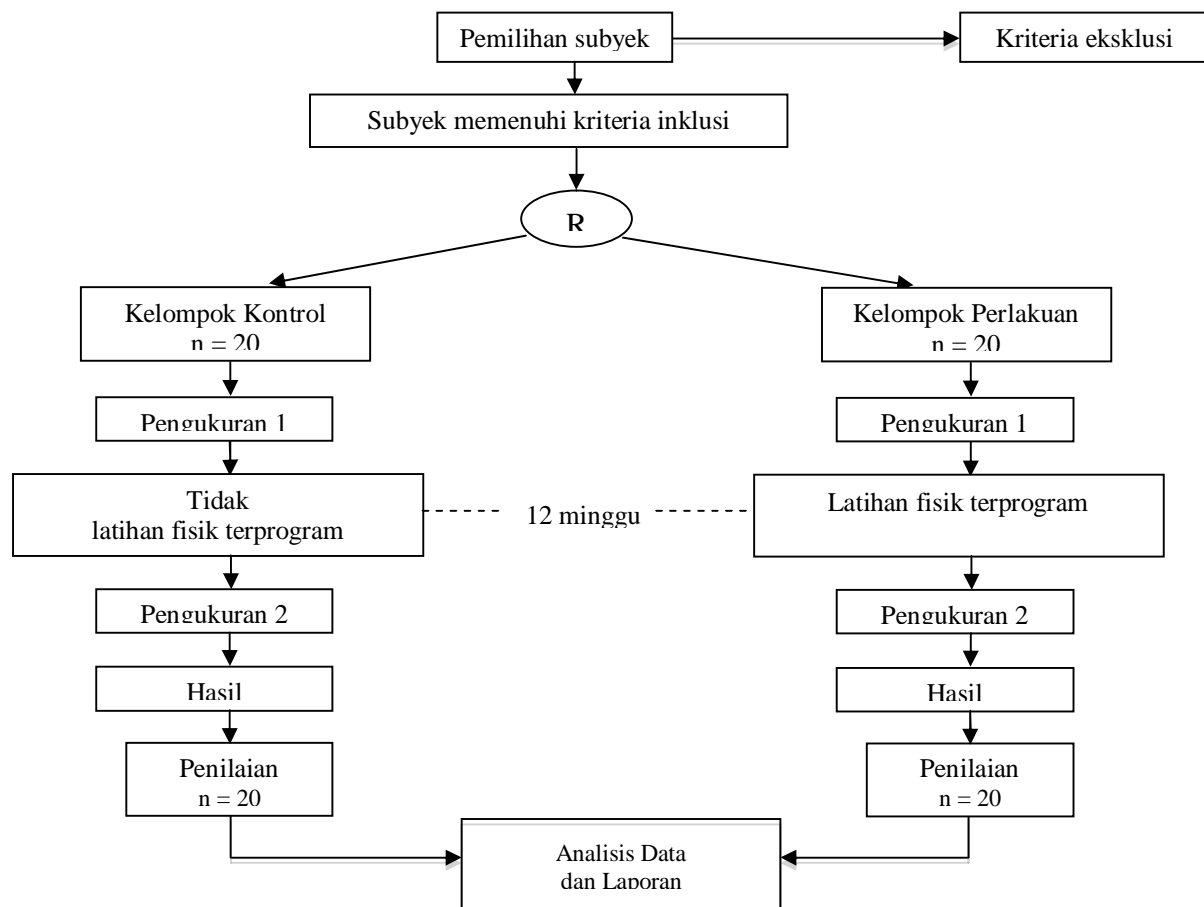 Pemilihan subyek
Kriteria eksklusi
Subyek memenuhi kriteria inklusi
R
Kelompok Kontrol
n = 20
Kelompok Perlakuan
n = 20
Pengukuran 1
Pengukuran 1
Tidak
latihan fisik terprogram
12 minggu
Latihan fisik terprogram
Pengukuran 2
Pengukuran 2
Hasil
Hasil
Penilaian
n = 20
Penilaian
n = 20
Analisis Data
dan Laporan